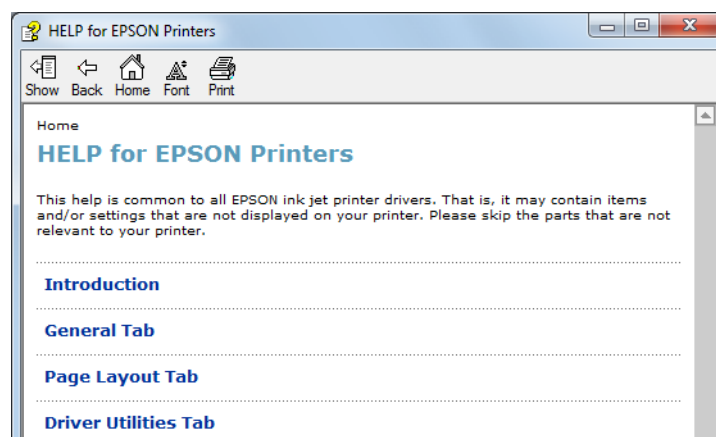 HELP for EPSON Printers
Show Back Home Font Print
Home
HELP for EPSON Printers
This help is common to all EPSON ink jet printer drivers. That is, it may contain items
and/or settings that are not displayed on your printer. Please skip the parts that are not
relevant to your printer.
Introduction
General Tab
Page Layout Tab
Driver Utilities Tab